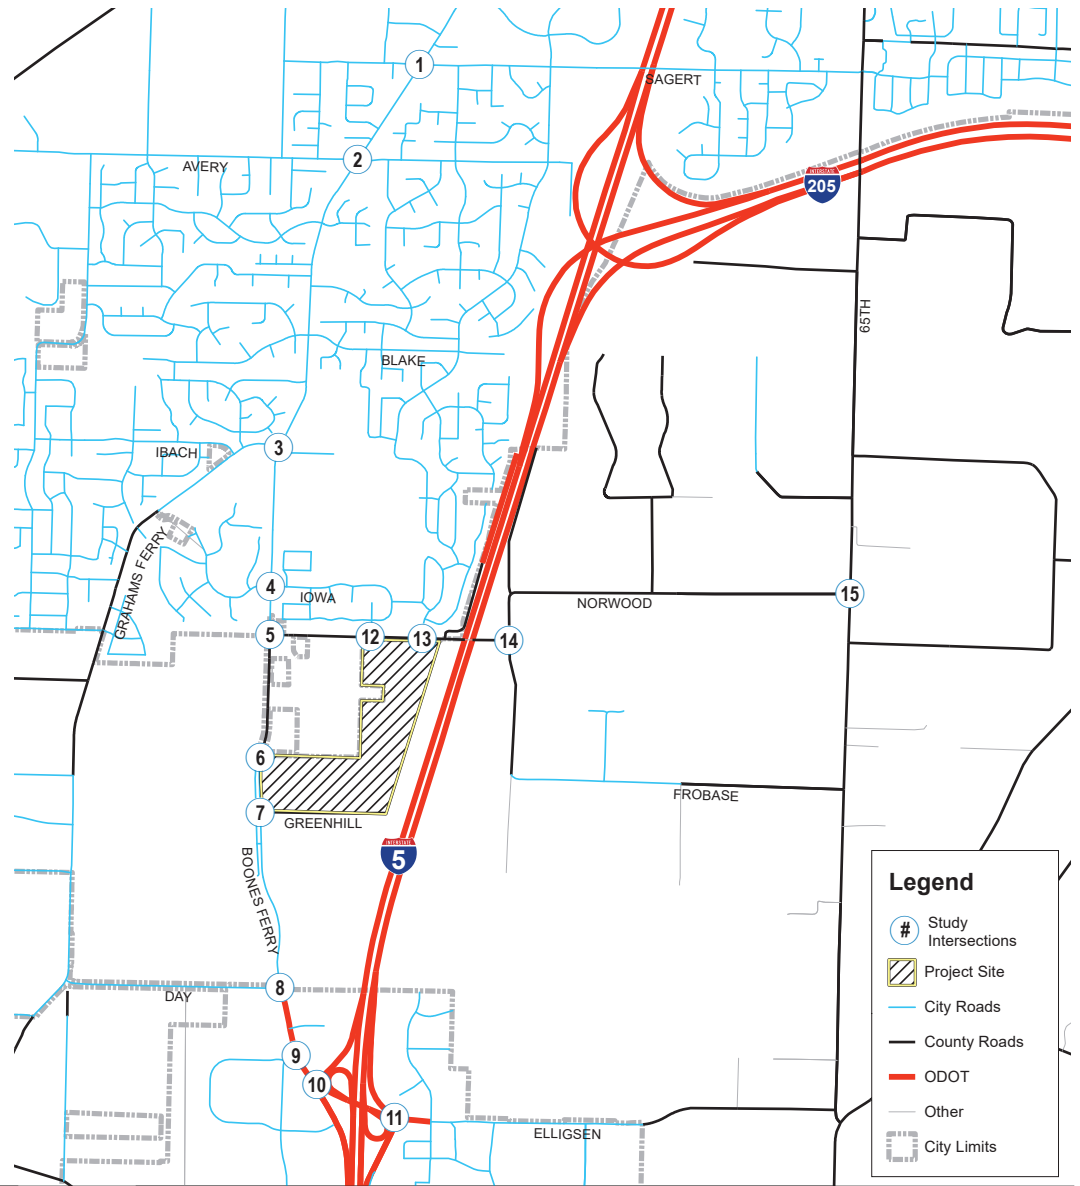 1
SAGERT
2
AVERY
INTERSTATE
205
65TH
BLAKE
3
IBACH
GRAHAMS FERRY
4
IOWA
NORWOOD
15
5
12
13
14
6
7
GREENHILL
FROBASE
INTERSTATE
5
BOONES FERRY
8
DAY
9
10
11
ELLIGSEN
Legend
# Study
Intersections
Project Site
City Roads
County Roads
ODOT
Other
City Limits